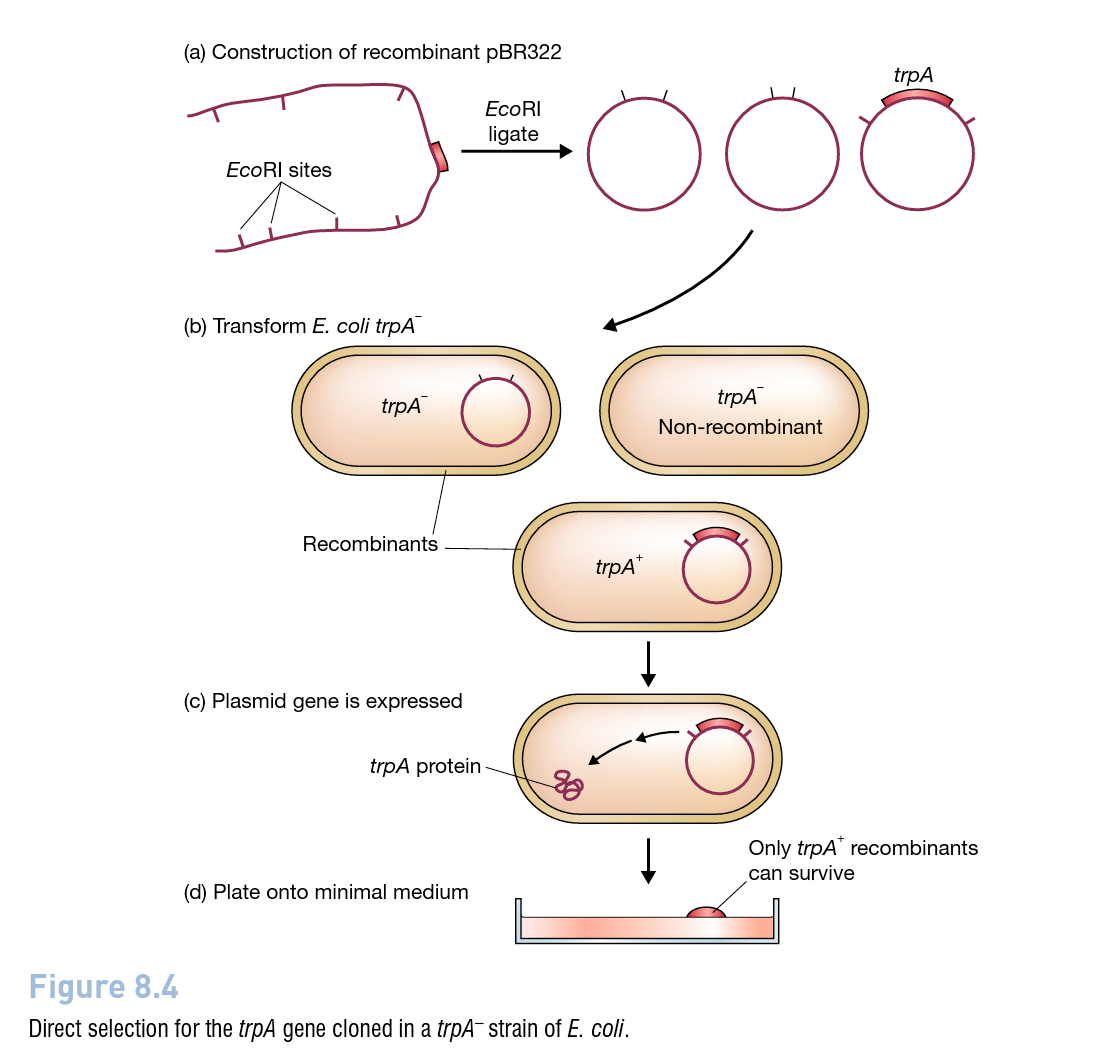 (a) Construction of recombinant pBR322
trpA
EcoRI
ligate
EcoRI sites
(b) Transform E. coli trpA⁻
trpA⁻
trpA⁻
Non-recombinant
Recombinants
trpA⁺
(c) Plasmid gene is expressed
trpA protein
Only trpA⁺ recombinants
can survive
(d) Plate onto minimal medium
Figure 8.4
Direct selection for the trpA gene cloned in a trpA⁻ strain of E. coli.